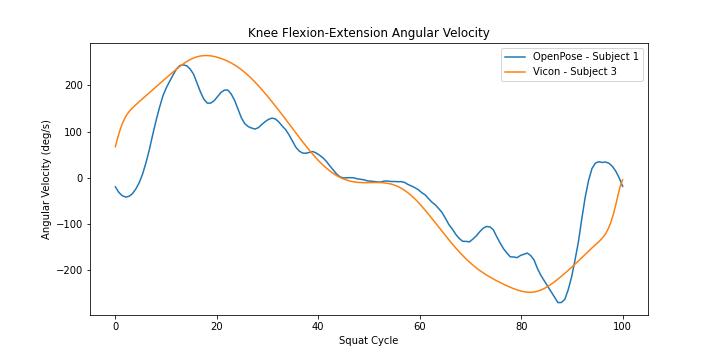 Knee Flexion-Extension Angular Velocity
OpenPose - Subject 1
Vicon - Subject 3
Angular Velocity (deg/s)
200
100
0
−100
−200
0 20 40 60 80 100
Squat Cycle